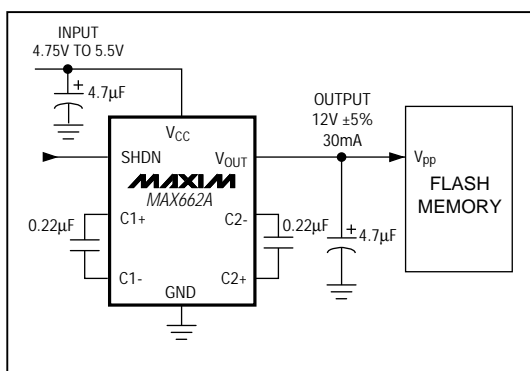 INPUT
4.75V TO 5.5V
+
4.7µF
OUTPUT
12V ±5%
30mA
VCC
SHDN
VOUT
Vpp
MAXIM
MAX662A
FLASH
MEMORY
0.22µF
C1+
C2-
0.22µF
+
4.7µF
C1-
C2+
GND